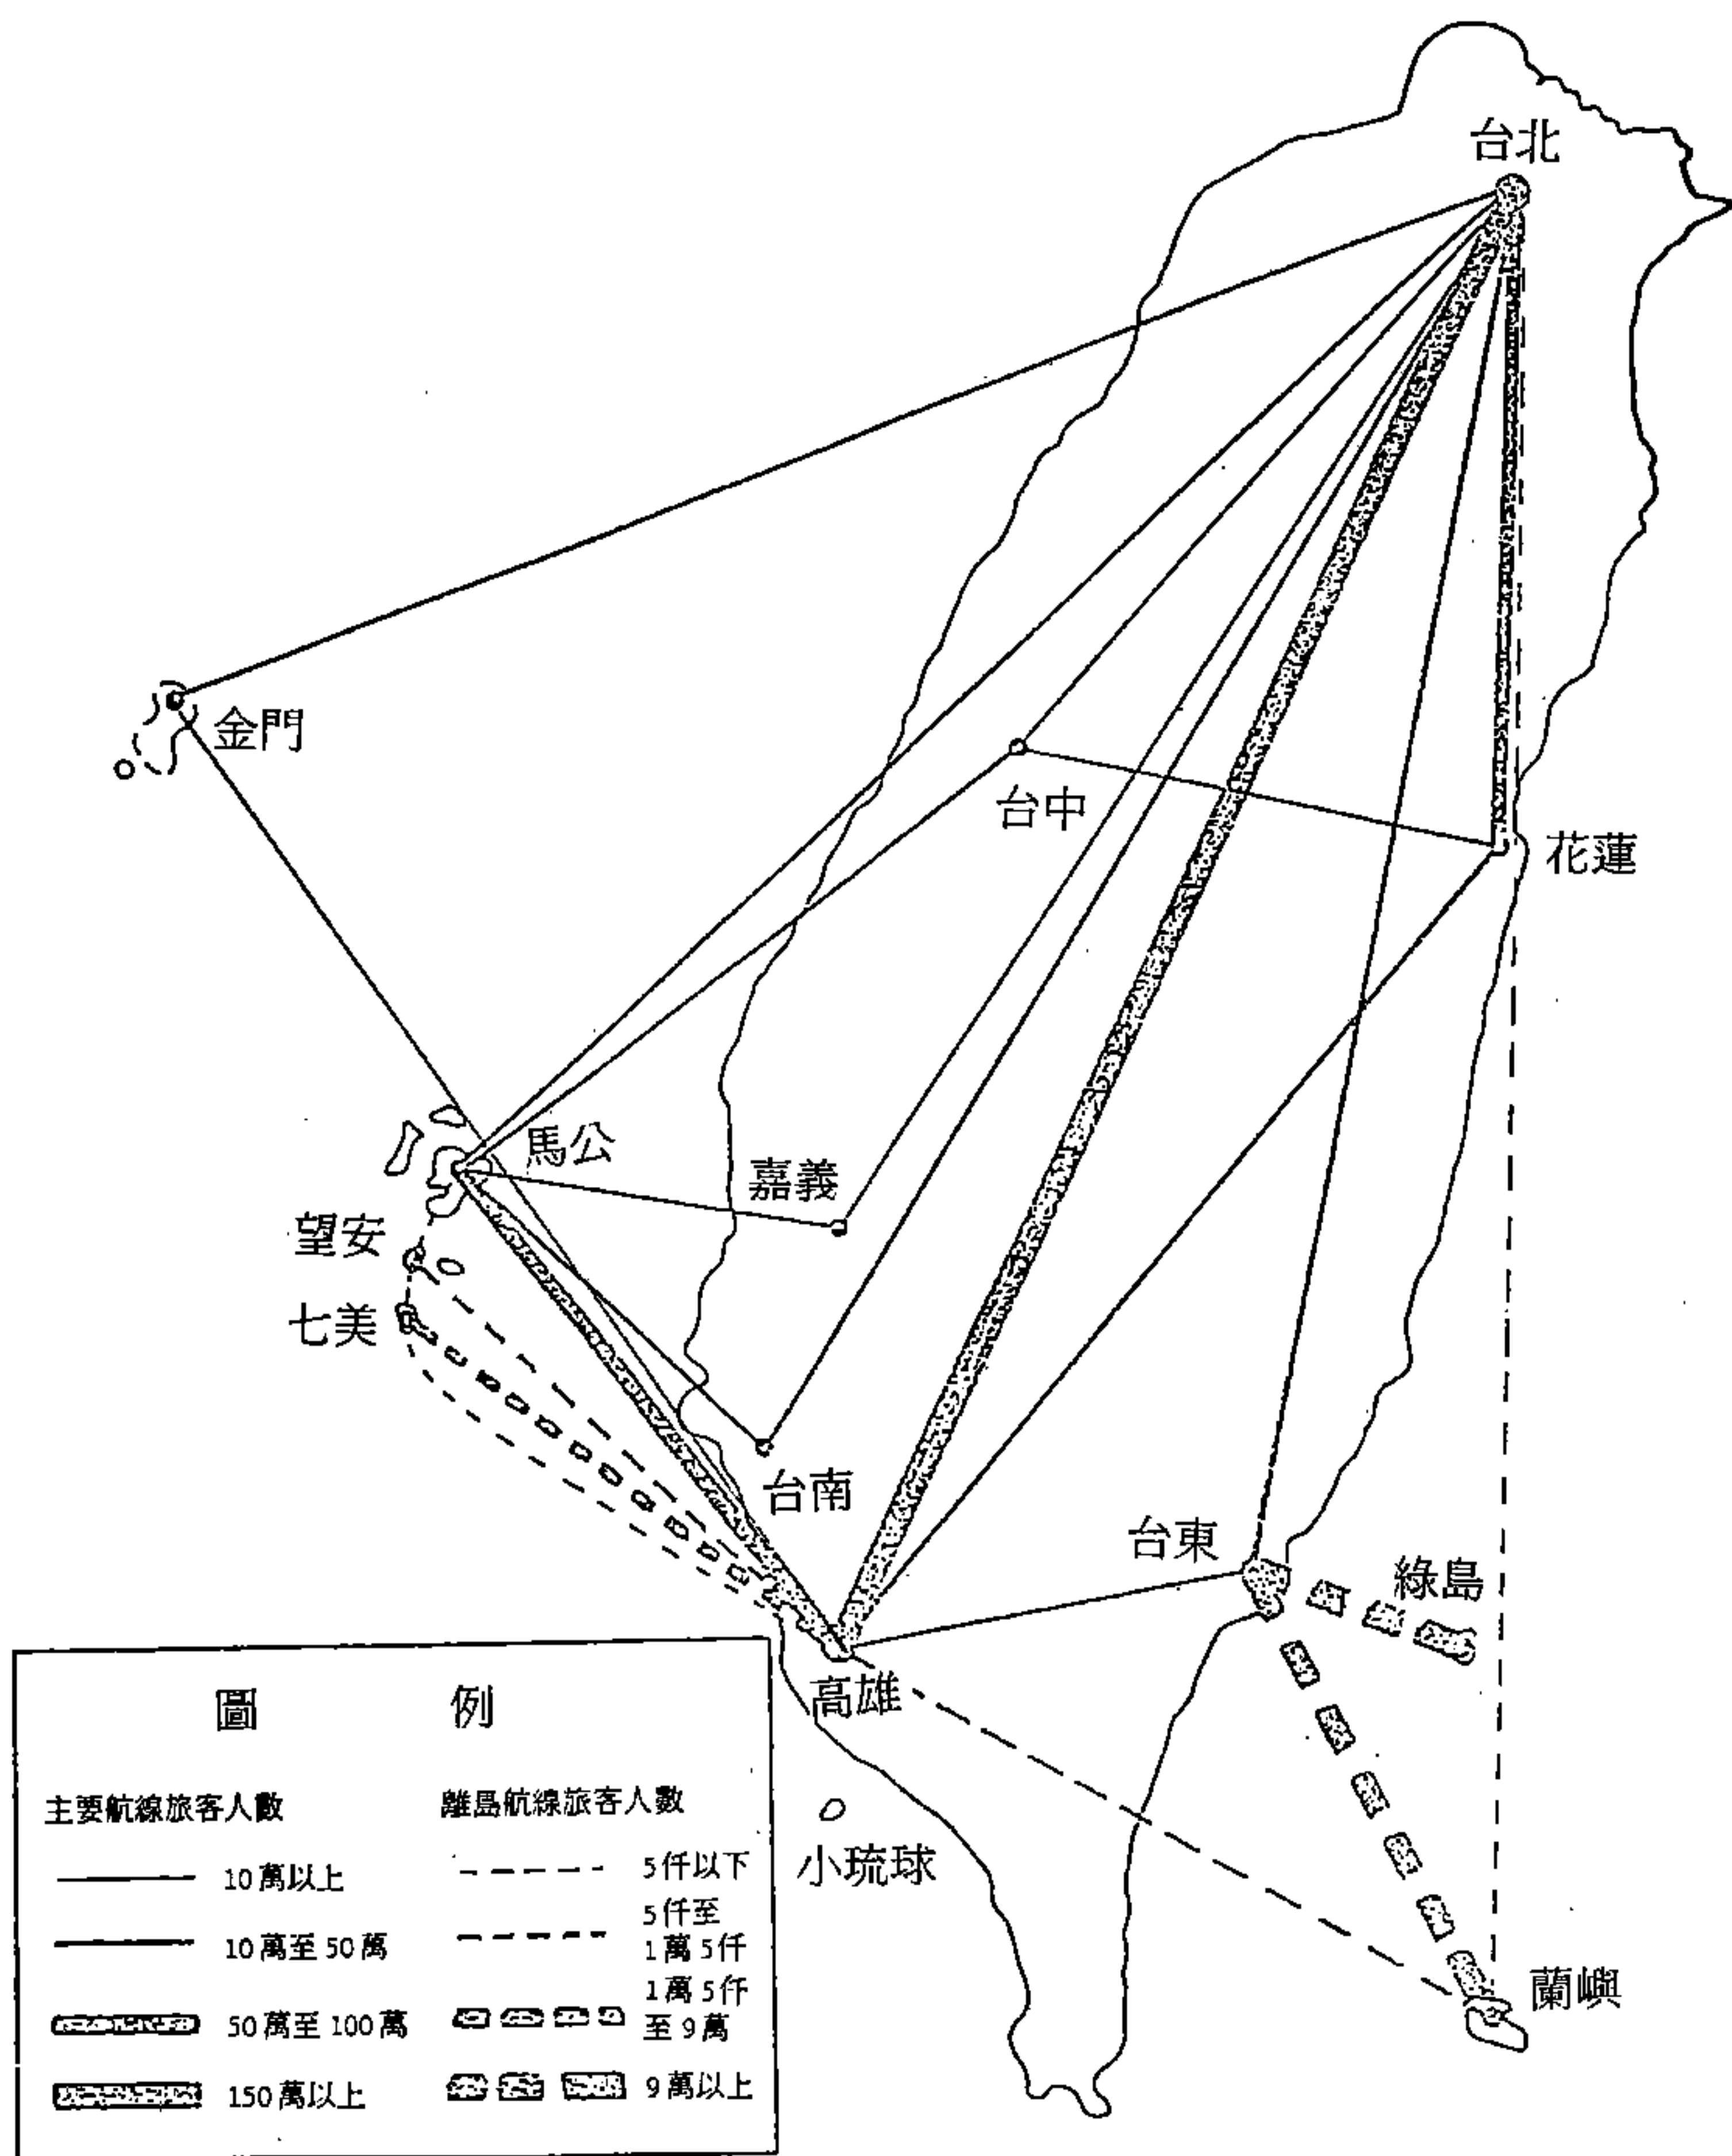 台北
金門
台中
花蓮
馬公
嘉義
望安
七美
台南
台東
綠島
高雄
小琉球
蘭嶼
圖 例
主要航線旅客人數
10萬以上
10萬至50萬
50萬至100萬
150萬以上
離島航線旅客人數
5仟以下
5仟至
1萬5仟
1萬5仟
至9萬
9萬以上